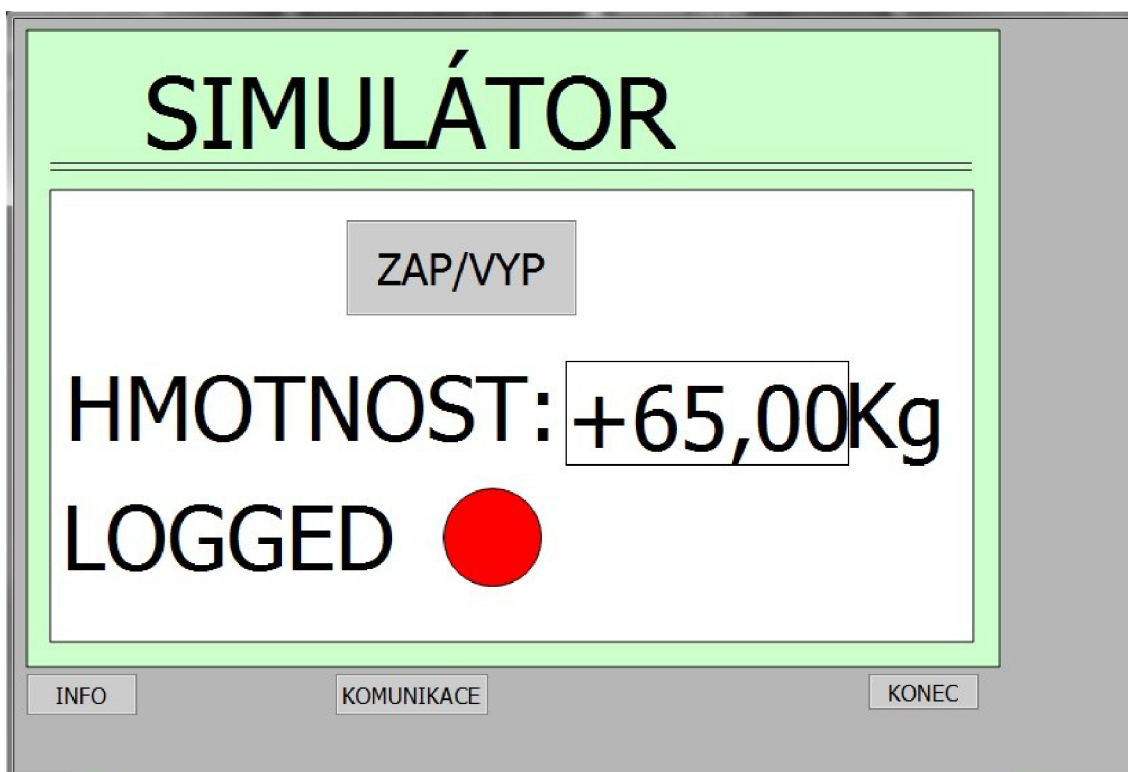 SIMULÁTOR
ZAP/VYP
HMOTNOST: +65,00Kg
LOGGED
INFO KOMUNIKACE KONEC